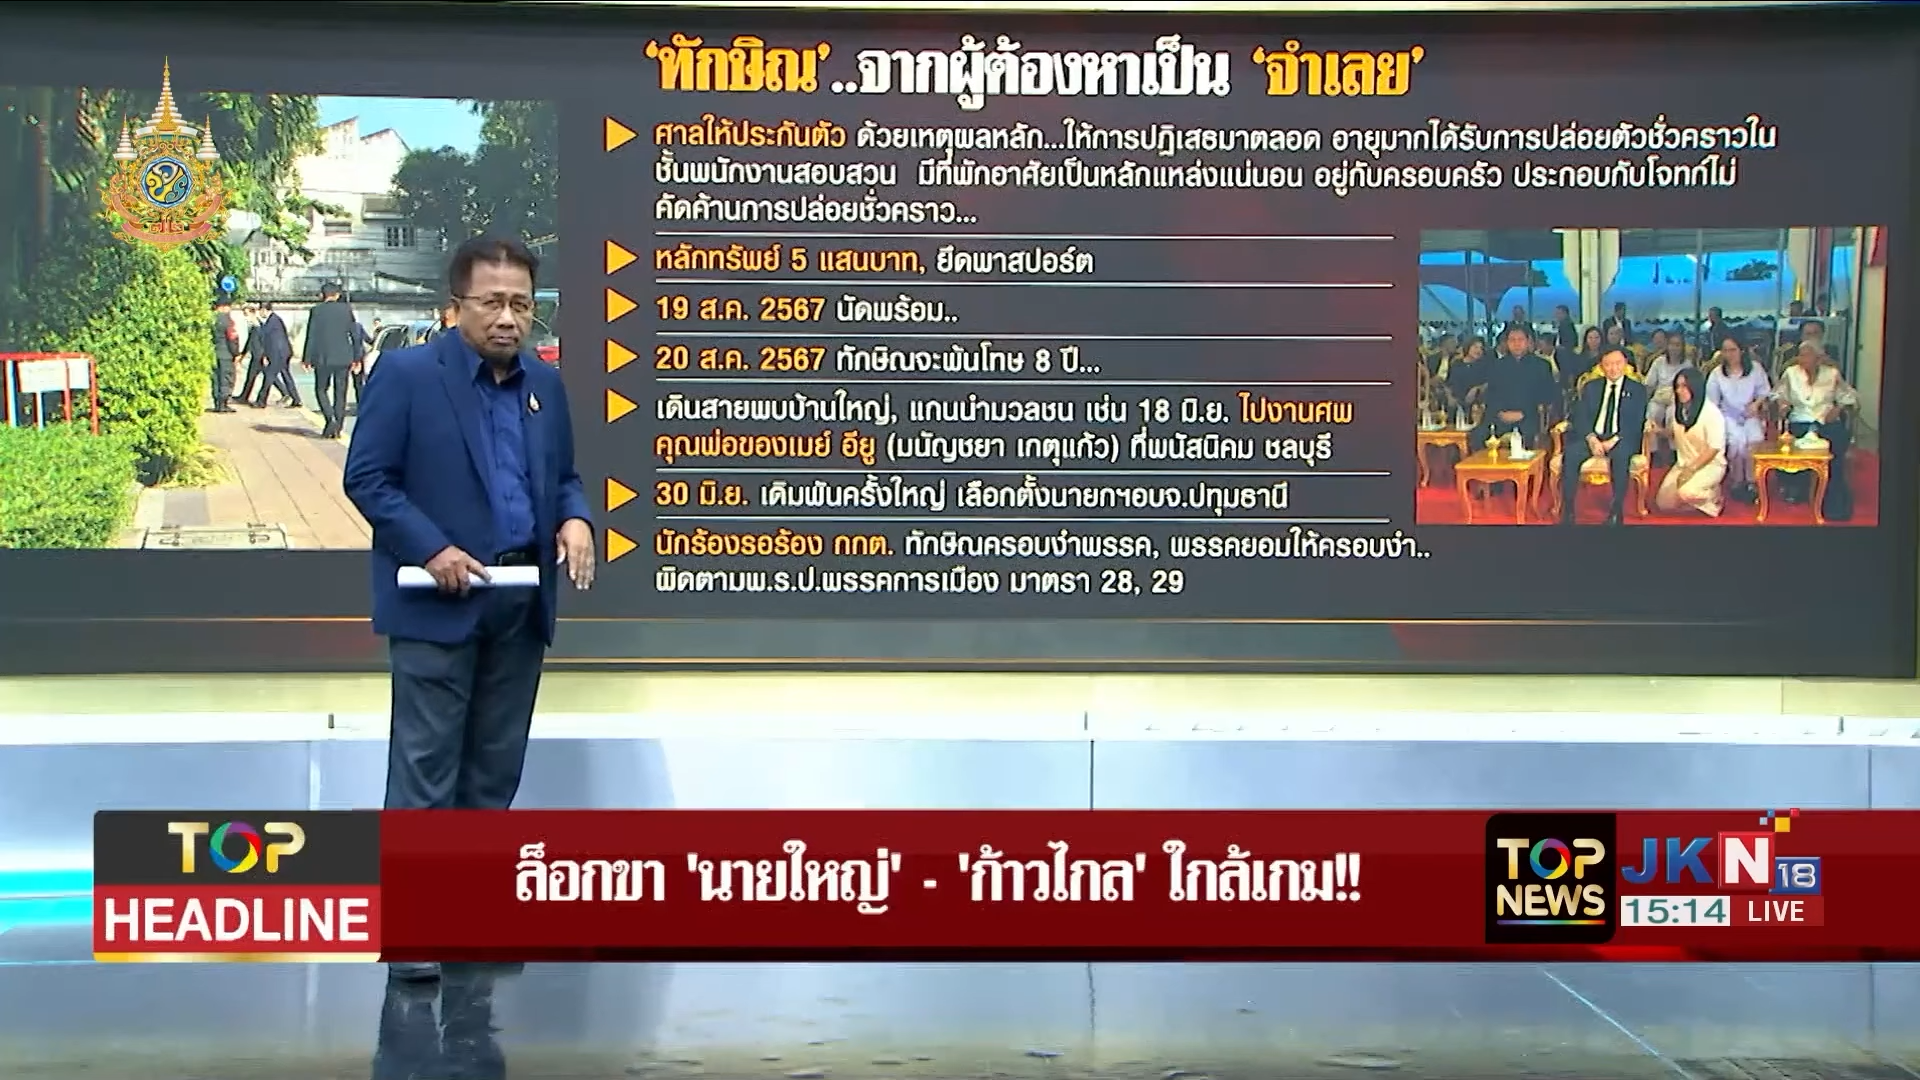 ‘ทักษิณ’..จากผู้ต้องหาเป็น ‘จำเลย’
ศาลให้ประกันตัว ด้วยเหตุผลหลัก...ให้การปฏิเสธมาตลอด อายุมากได้รับการปล่อยตัวชั่วคราวใน
ชั้นพนักงานสอบสวน มีที่พักอาศัยเป็นหลักแหล่งแน่นอน อยู่กับครอบครัว ประกอบกับโจทก์ไม่
คัดค้านการปล่อยชั่วคราว...
หลักทรัพย์ 5 แสนบาท, ยึดพาสปอร์ต
19 ส.ค. 2567 นัดพร้อม..
20 ส.ค. 2567 ทักษิณจะพ้นโทษ 8 ปี...
เดินสายพบบ้านใหญ่, แกนนำมวลชน เช่น 18 มิ.ย. ไปงานศพ
คุณพ่อของเมย์ อียู (มนัญชยา เกตุแก้ว) ที่พนัสนิคม ชลบุรี
30 มิ.ย. เดิมพันครั้งใหญ่ เลือกตั้งนายกฯอบจ.ปทุมธานี
นักร้องรอร้อง กกต. ทักษิณครอบงำพรรค, พรรคยอมให้ครอบงำ..
ผิดตามพ.ร.ป.พรรคการเมือง มาตรา 28, 29
TOP
HEADLINE
ล็อกขา 'นายใหญ่' - 'ก้าวไกล' ใกล้เกม!!
TOP
NEWS
JKN
18
15:14 LIVE